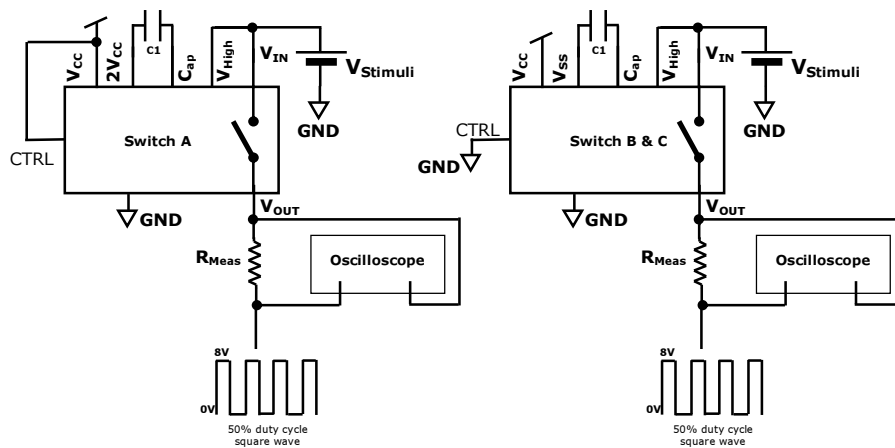 VCC
2VCC
C1
Cap
VHigh
VIN
VStimuli
GND
Switch A
CTRL
GND
VOUT
RMeas
Oscilloscope
8V
0V
50% duty cycle
square wave
VCC
VSS
C1
Cap
VHigh
VIN
VStimuli
GND
CTRL
GND
Switch B & C
GND
VOUT
RMeas
Oscilloscope
8V
0V
50% duty cycle
square wave